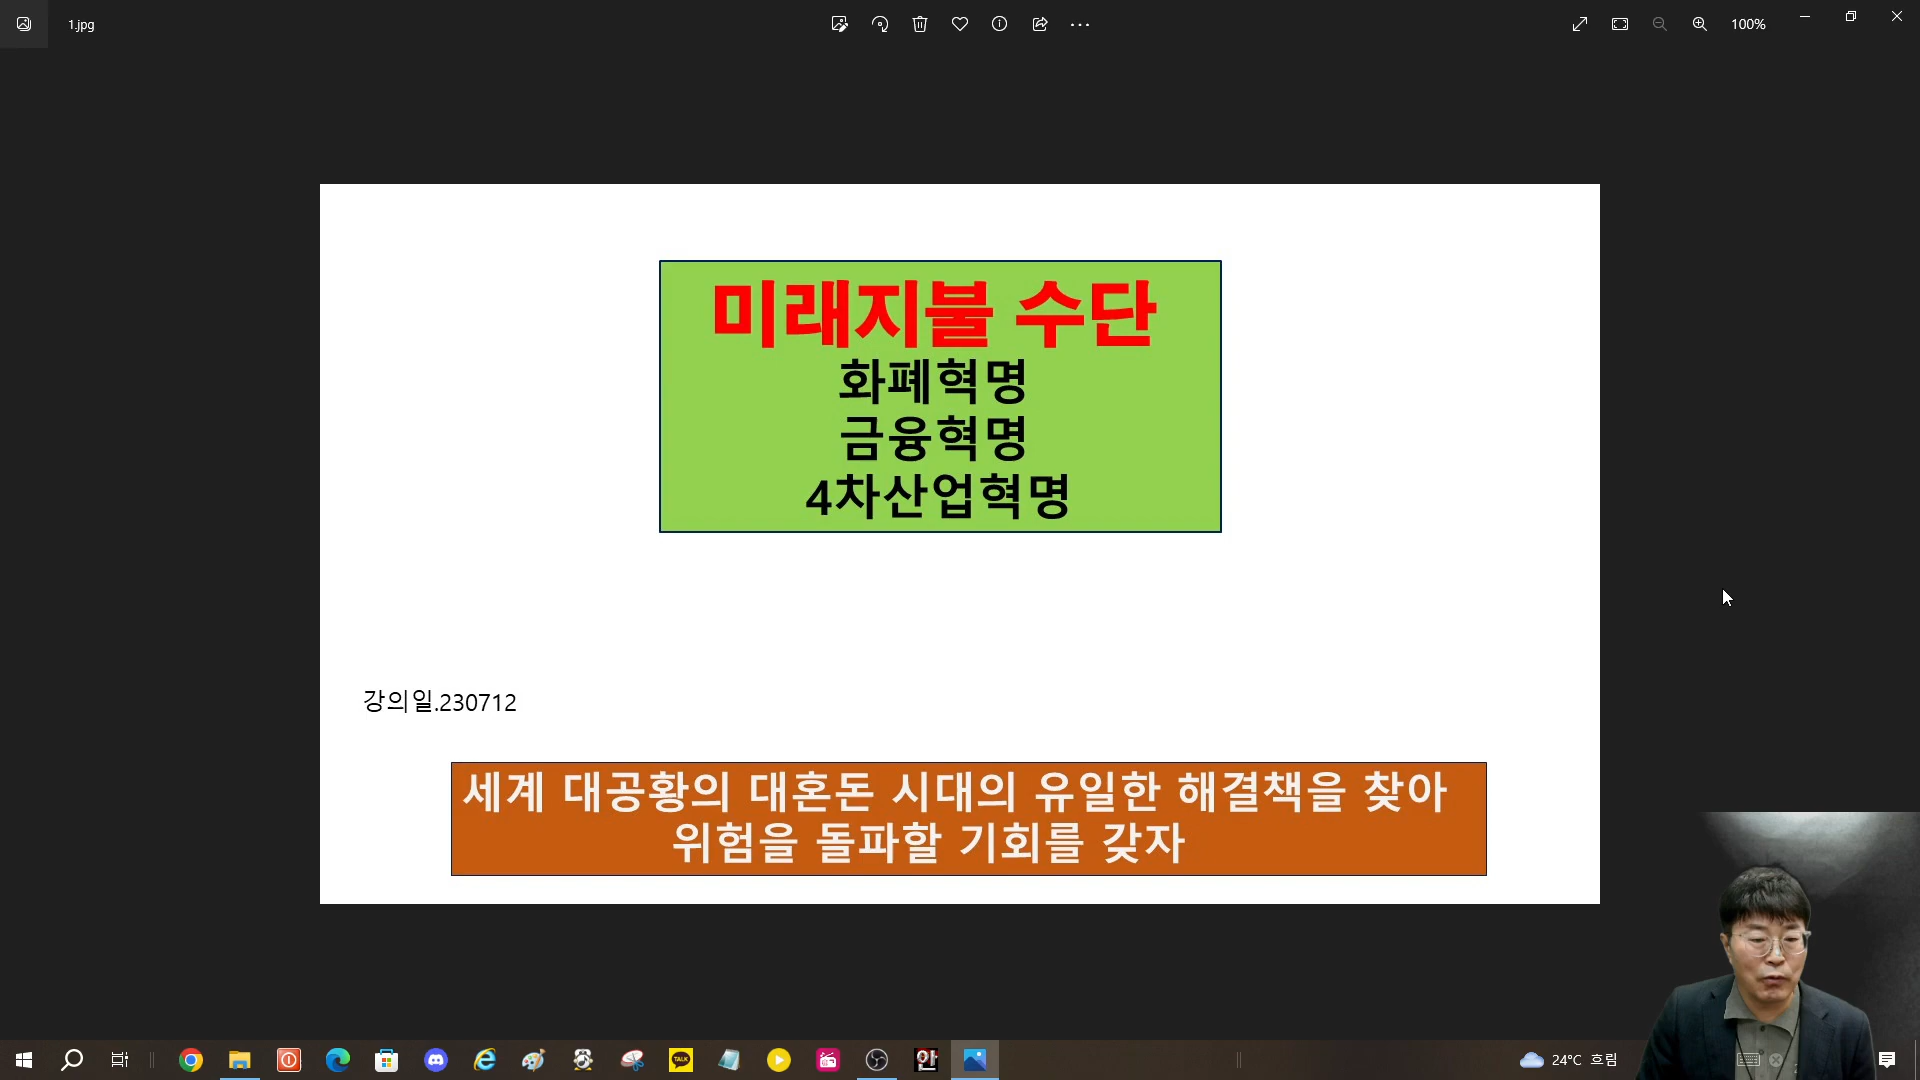 1.jpg
100%
미래지불 수단
화폐혁명
금융혁명
4차산업혁명
강의일.230712
세계 대공황의 대혼돈 시대의 유일한 해결책을 찾아
위험을 돌파할 기회를 갖자
TALK
안
24°C 흐림